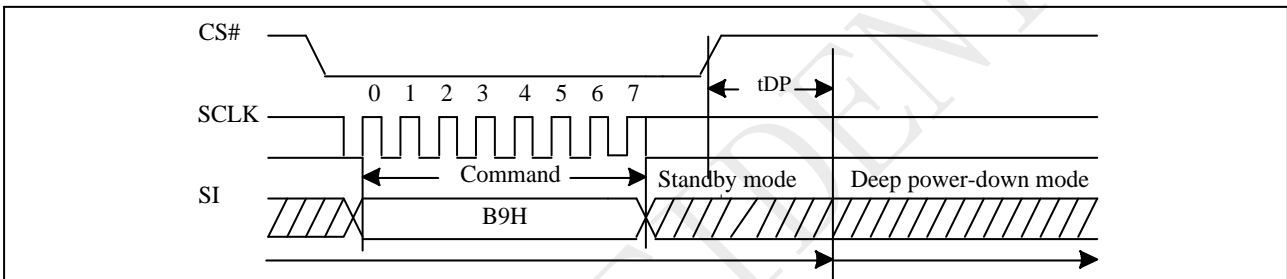 CS#
tDP
0 1 2 3 4 5 6 7
SCLK
Command
Standby mode
Deep power-down mode
SI
B9H